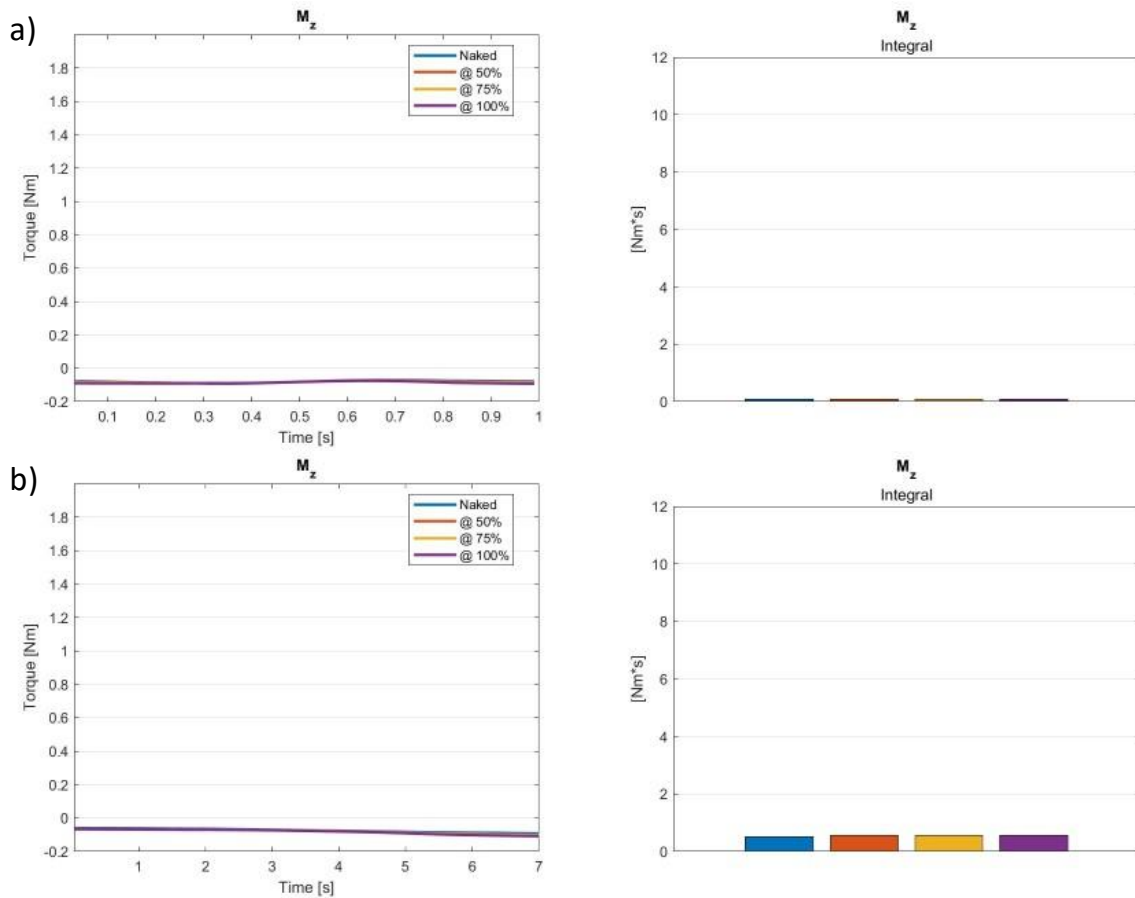 a)
M_z
Naked
@ 50%
@ 75%
@ 100%
1.8
1.6
1.4
1.2
1
0.8
0.6
0.4
0.2
0
-0.2
Torque [Nm]
0.1 0.2 0.3 0.4 0.5 0.6 0.7 0.8 0.9 1
Time [s]
M_z
Integral
12
10
8
6
4
2
0
[Nm*s]
b)
M_z
Naked
@ 50%
@ 75%
@ 100%
1.8
1.6
1.4
1.2
1
0.8
0.6
0.4
0.2
0
-0.2
Torque [Nm]
1 2 3 4 5 6 7
Time [s]
M_z
Integral
12
10
8
6
4
2
0
[Nm*s]